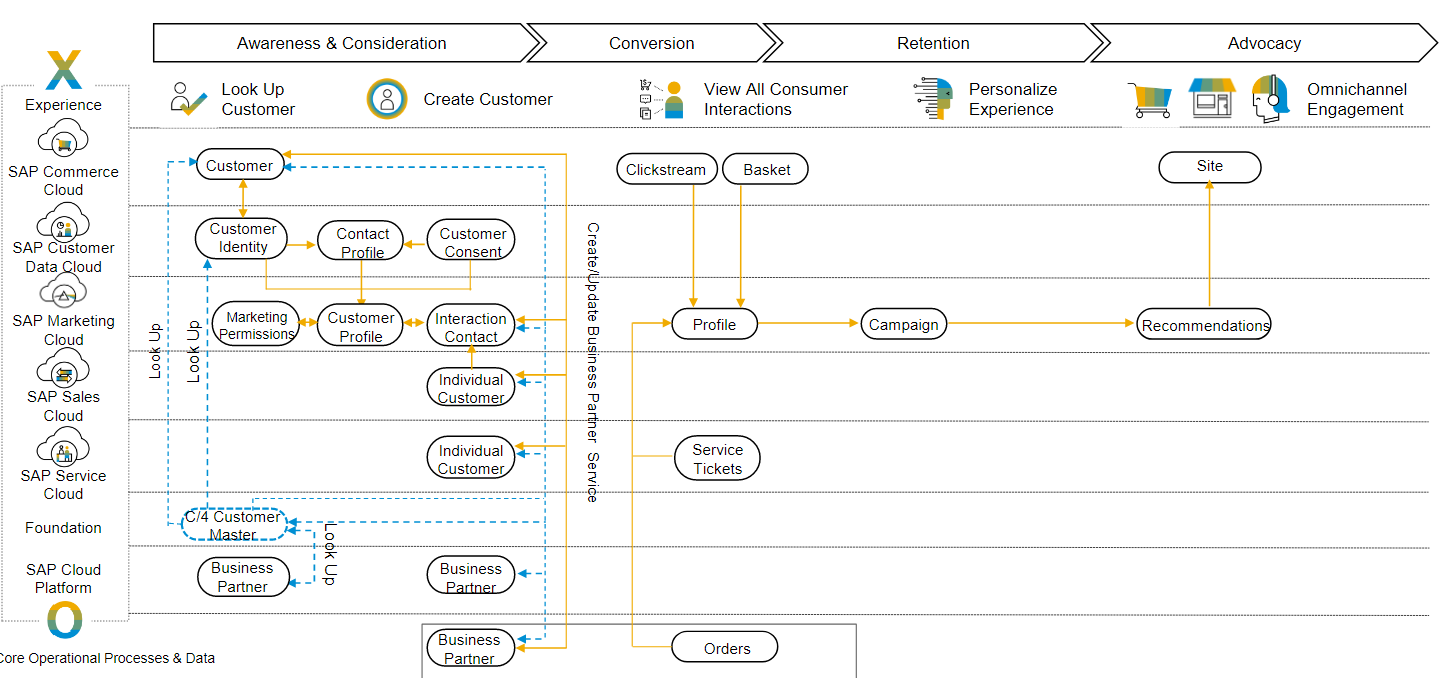 Awareness & Consideration
Conversion
Retention
Advocacy
X
Experience
Look Up
Customer
Create Customer
View All Consumer
Interactions
Personalize
Experience
Omnichannel
Engagement
SAP Commerce
Cloud
Customer
Clickstream
Basket
Site
SAP Customer
Data Cloud
Customer
Identity
Contact
Profile
Customer
Consent
SAP Marketing
Cloud
Marketing
Permissions
Customer
Profile
Interaction
Contact
Profile
Campaign
Recommendations
Look Up
Look Up
Create/Update Business Partner Service
SAP Sales
Cloud
Individual
Customer
SAP Service
Cloud
Individual
Customer
Service
Tickets
Foundation
C/4 Customer
Master
Look Up
SAP Cloud
Platform
Business
Partner
Business
Partner
O
Core Operational Processes & Data
Business
Partner
Orders